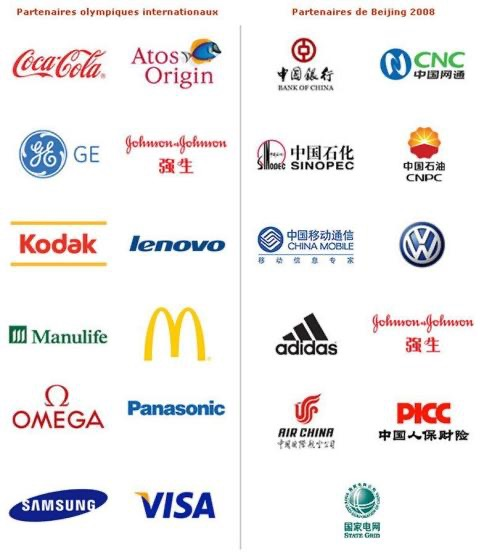 Partenaires olympiques internationaux
Coca-Cola
Atos
Origin
GE
GE
Johnson & Johnson
强生
Kodak
lenovo
Manulife
OMEGA
Panasonic
SAMSUNG
VISA
Partenaires de Beijing 2008
中国银行
BANK OF CHINA
CNC
中国网通
SINOPEC
中国石化
SINOPEC
中国石油
CNPC
中国移动通信
CHINA MOBILE
移动信息专家
adidas
Johnson & Johnson
强生
AIR CHINA
中国国际航空公司
PICC
中国人保财险
国家电网
STATE GRID